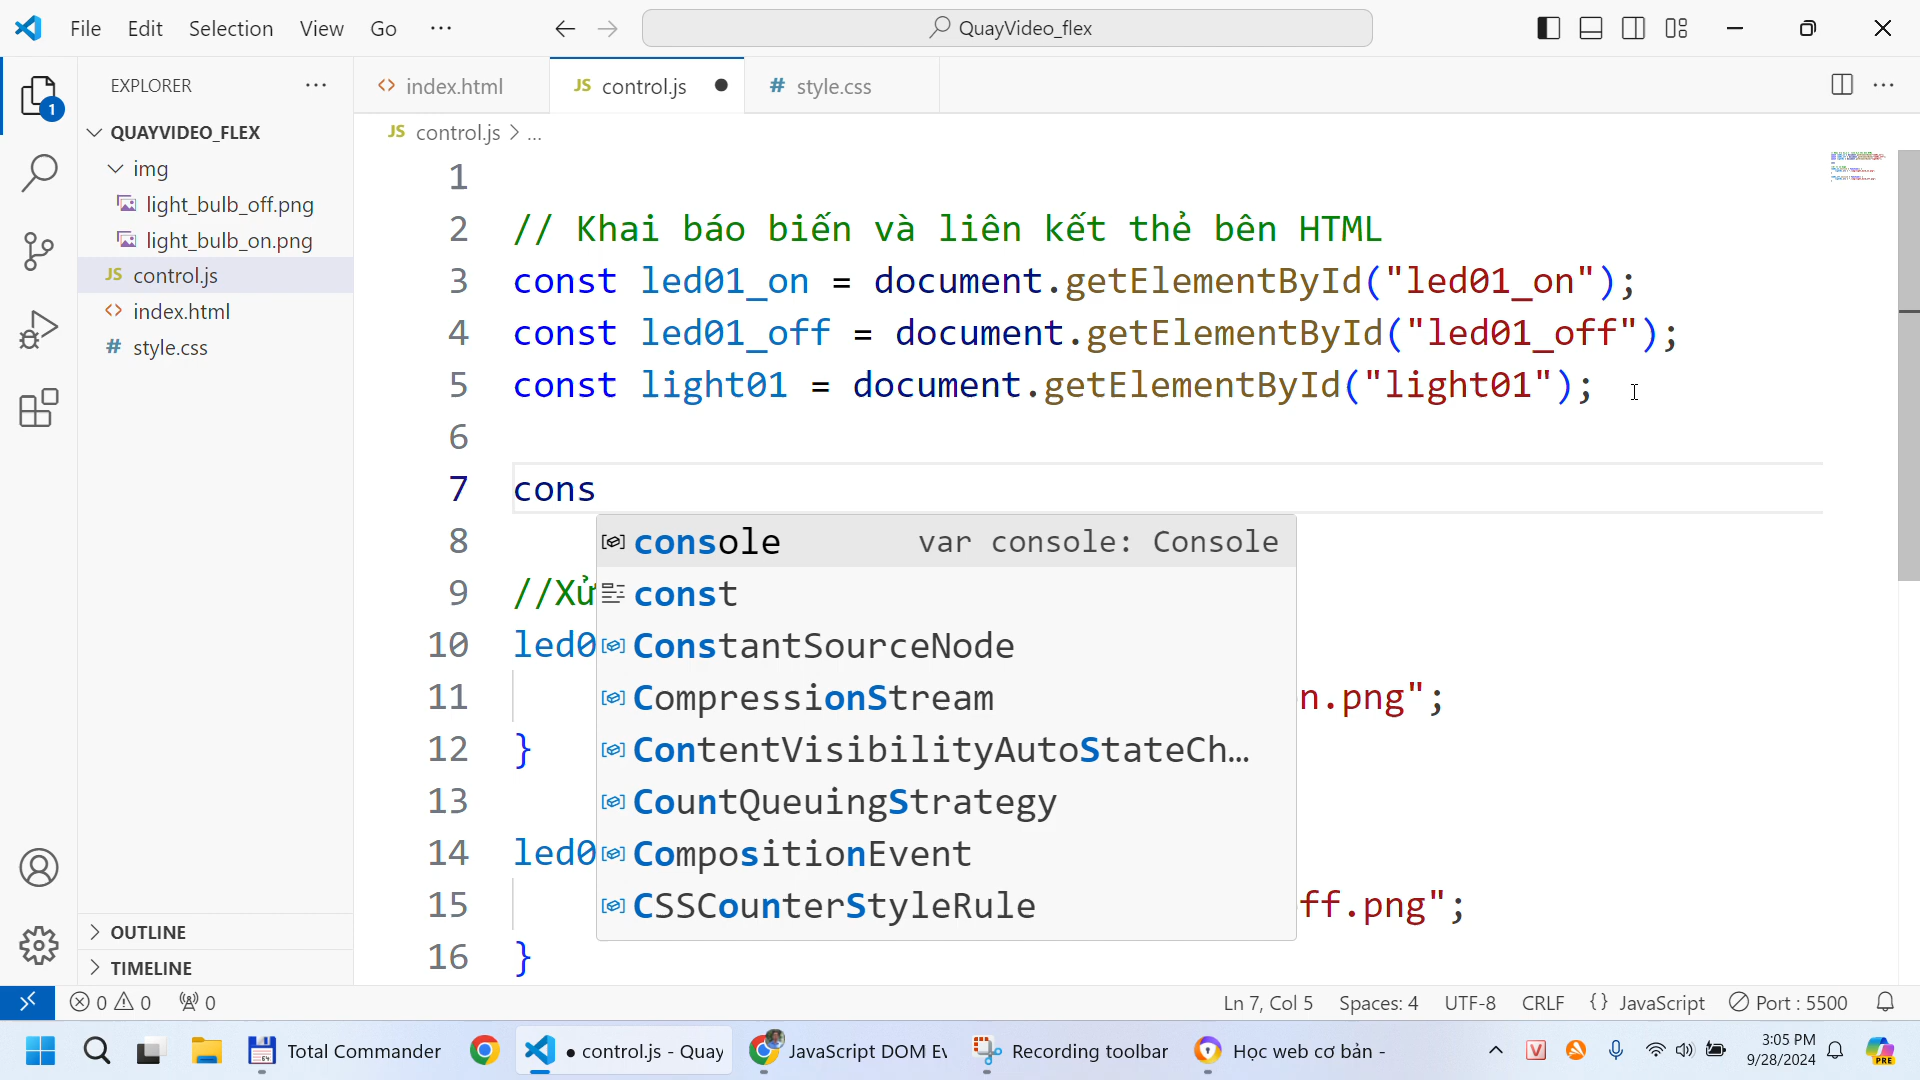 File Edit Selection View Go ···
QuayVideo_flex
EXPLORER ···
index.html
JS control.js
# style.css
1
QUAYVIDEO_FLEX
img
light_bulb_off.png
light_bulb_on.png
JS control.js
index.html
# style.css
OUTLINE
TIMELINE
JS control.js > ...
1
2 // Khai báo biến và liên kết thẻ bên HTML
3 const led01_on = document.getElementById("led01_on");
4 const led01_off = document.getElementById("led01_off");
5 const light01 = document.getElementById("light01");
6
7 cons
console var console: Console
const
ConstantSourceNode
CompressionStream
ContentVisibilityAutoStateCh…
CountQueuingStrategy
CompositionEvent
CSSCounterStyleRule
8
9 //Xử
10 led0
11 n.png";
12 }
13
14 led0
15 ff.png";
16 }
0 0 0
Ln 7, Col 5 Spaces: 4 UTF-8 CRLF {} JavaScript Port : 5500
Total Commander
● control.js - Quay
JavaScript DOM Ev
Recording toolbar
Học web cơ bản -
3:05 PM
9/28/2024
PRE